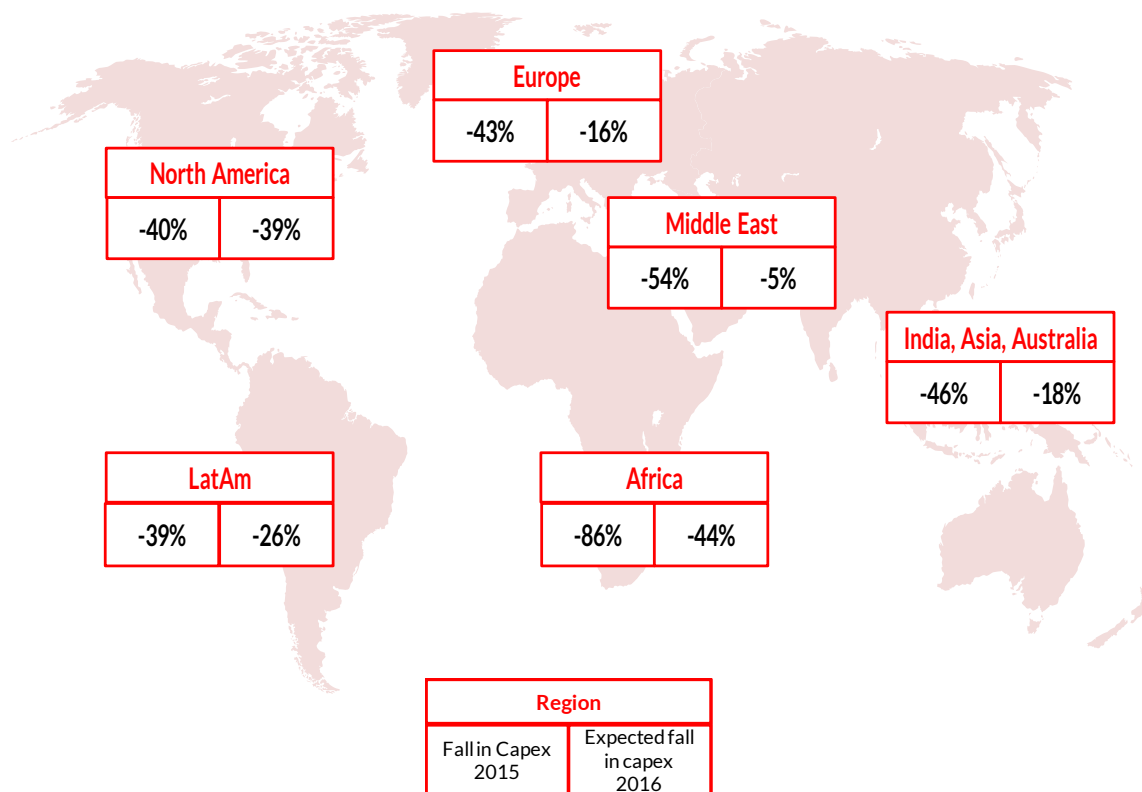 Europe
-43% -16%
North America
-40% -39%
Middle East
-54% -5%
India, Asia, Australia
-46% -18%
LatAm
-39% -26%
Africa
-86% -44%
Region
Fall in Capex
2015
Expected fall
in capex
2016